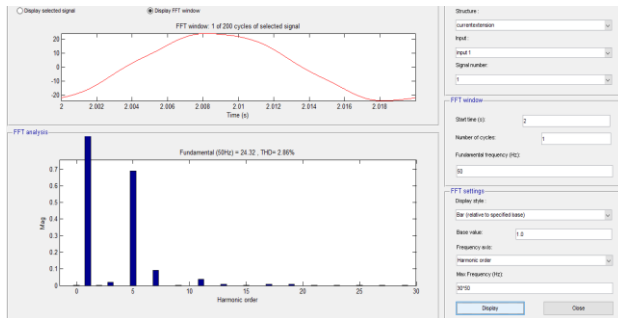 Display selected signal
Display FFT window
FFT window: 1 of 200 cycles of selected signal
20
10
0
-10
-20
2
2.002
2.004
2.006
2.008
2.01
2.012
2.014
2.016
2.018
Time (s)
FFT analysis
Fundamental (50Hz) = 24.32 , THD= 2.86%
0.7
0.6
0.5
0.4
0.3
0.2
0.1
0
Mag
0
5
10
15
20
25
30
Harmonic order
Structure :
currentextension
Input :
input 1
Signal number:
1
FFT window
Start time (s):
2
Number of cycles:
1
Fundamental frequency (Hz):
50
FFT settings
Display style :
Bar (relative to specified base)
Base value:
1.0
Frequency axis:
Harmonic order
Max Frequency (Hz)
30*50
Display
Close